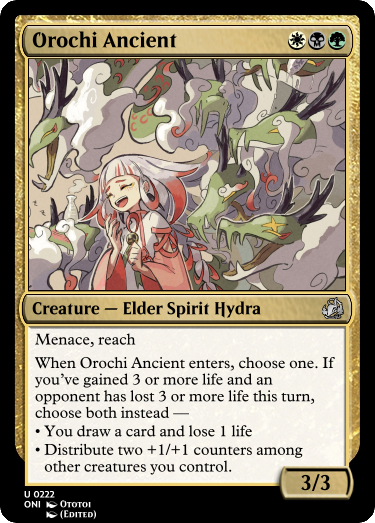 Orochi Ancient
Creature — Elder Spirit Hydra
Menace, reach
When Orochi Ancient enters, choose one. If
you've gained 3 or more life and an
opponent has lost 3 or more life this turn,
choose both instead —
• You draw a card and lose 1 life
• Distribute two +1/+1 counters among
other creatures you control.
3/3
U 0222
ONI Ototoi
(Edited)